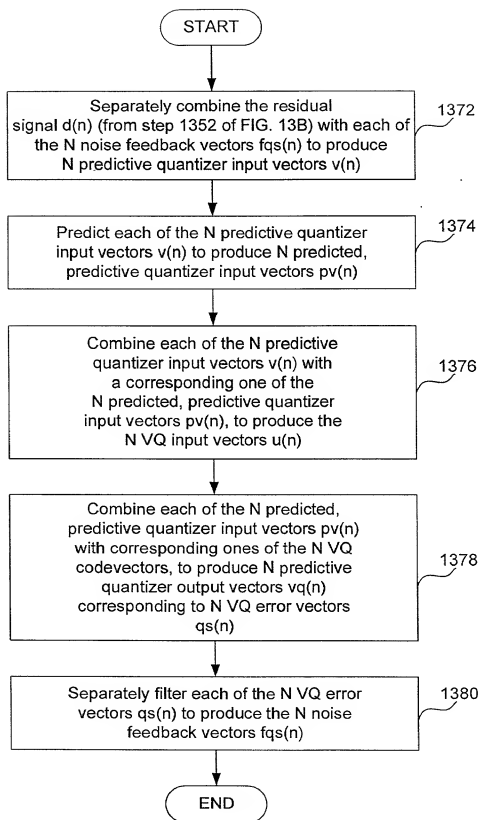 START
Separately combine the residual
signal d(n) (from step 1352 of FIG. 13B) with each of
the N noise feedback vectors fqs(n) to produce
N predictive quantizer input vectors v(n)
1372
Predict each of the N predictive quantizer
input vectors v(n) to produce N predicted,
predictive quantizer input vectors pv(n)
1374
Combine each of the N predictive
quantizer input vectors v(n) with
a corresponding one of the
N predicted, predictive quantizer
input vectors pv(n), to produce the
N VQ input vectors u(n)
1376
Combine each of the N predicted,
predictive quantizer input vectors pv(n)
with corresponding ones of the N VQ
codevectors, to produce N predictive
quantizer output vectors vq(n)
corresponding to N VQ error vectors
qs(n)
1378
Separately filter each of the N VQ error
vectors qs(n) to produce the N noise
feedback vectors fqs(n)
1380
END